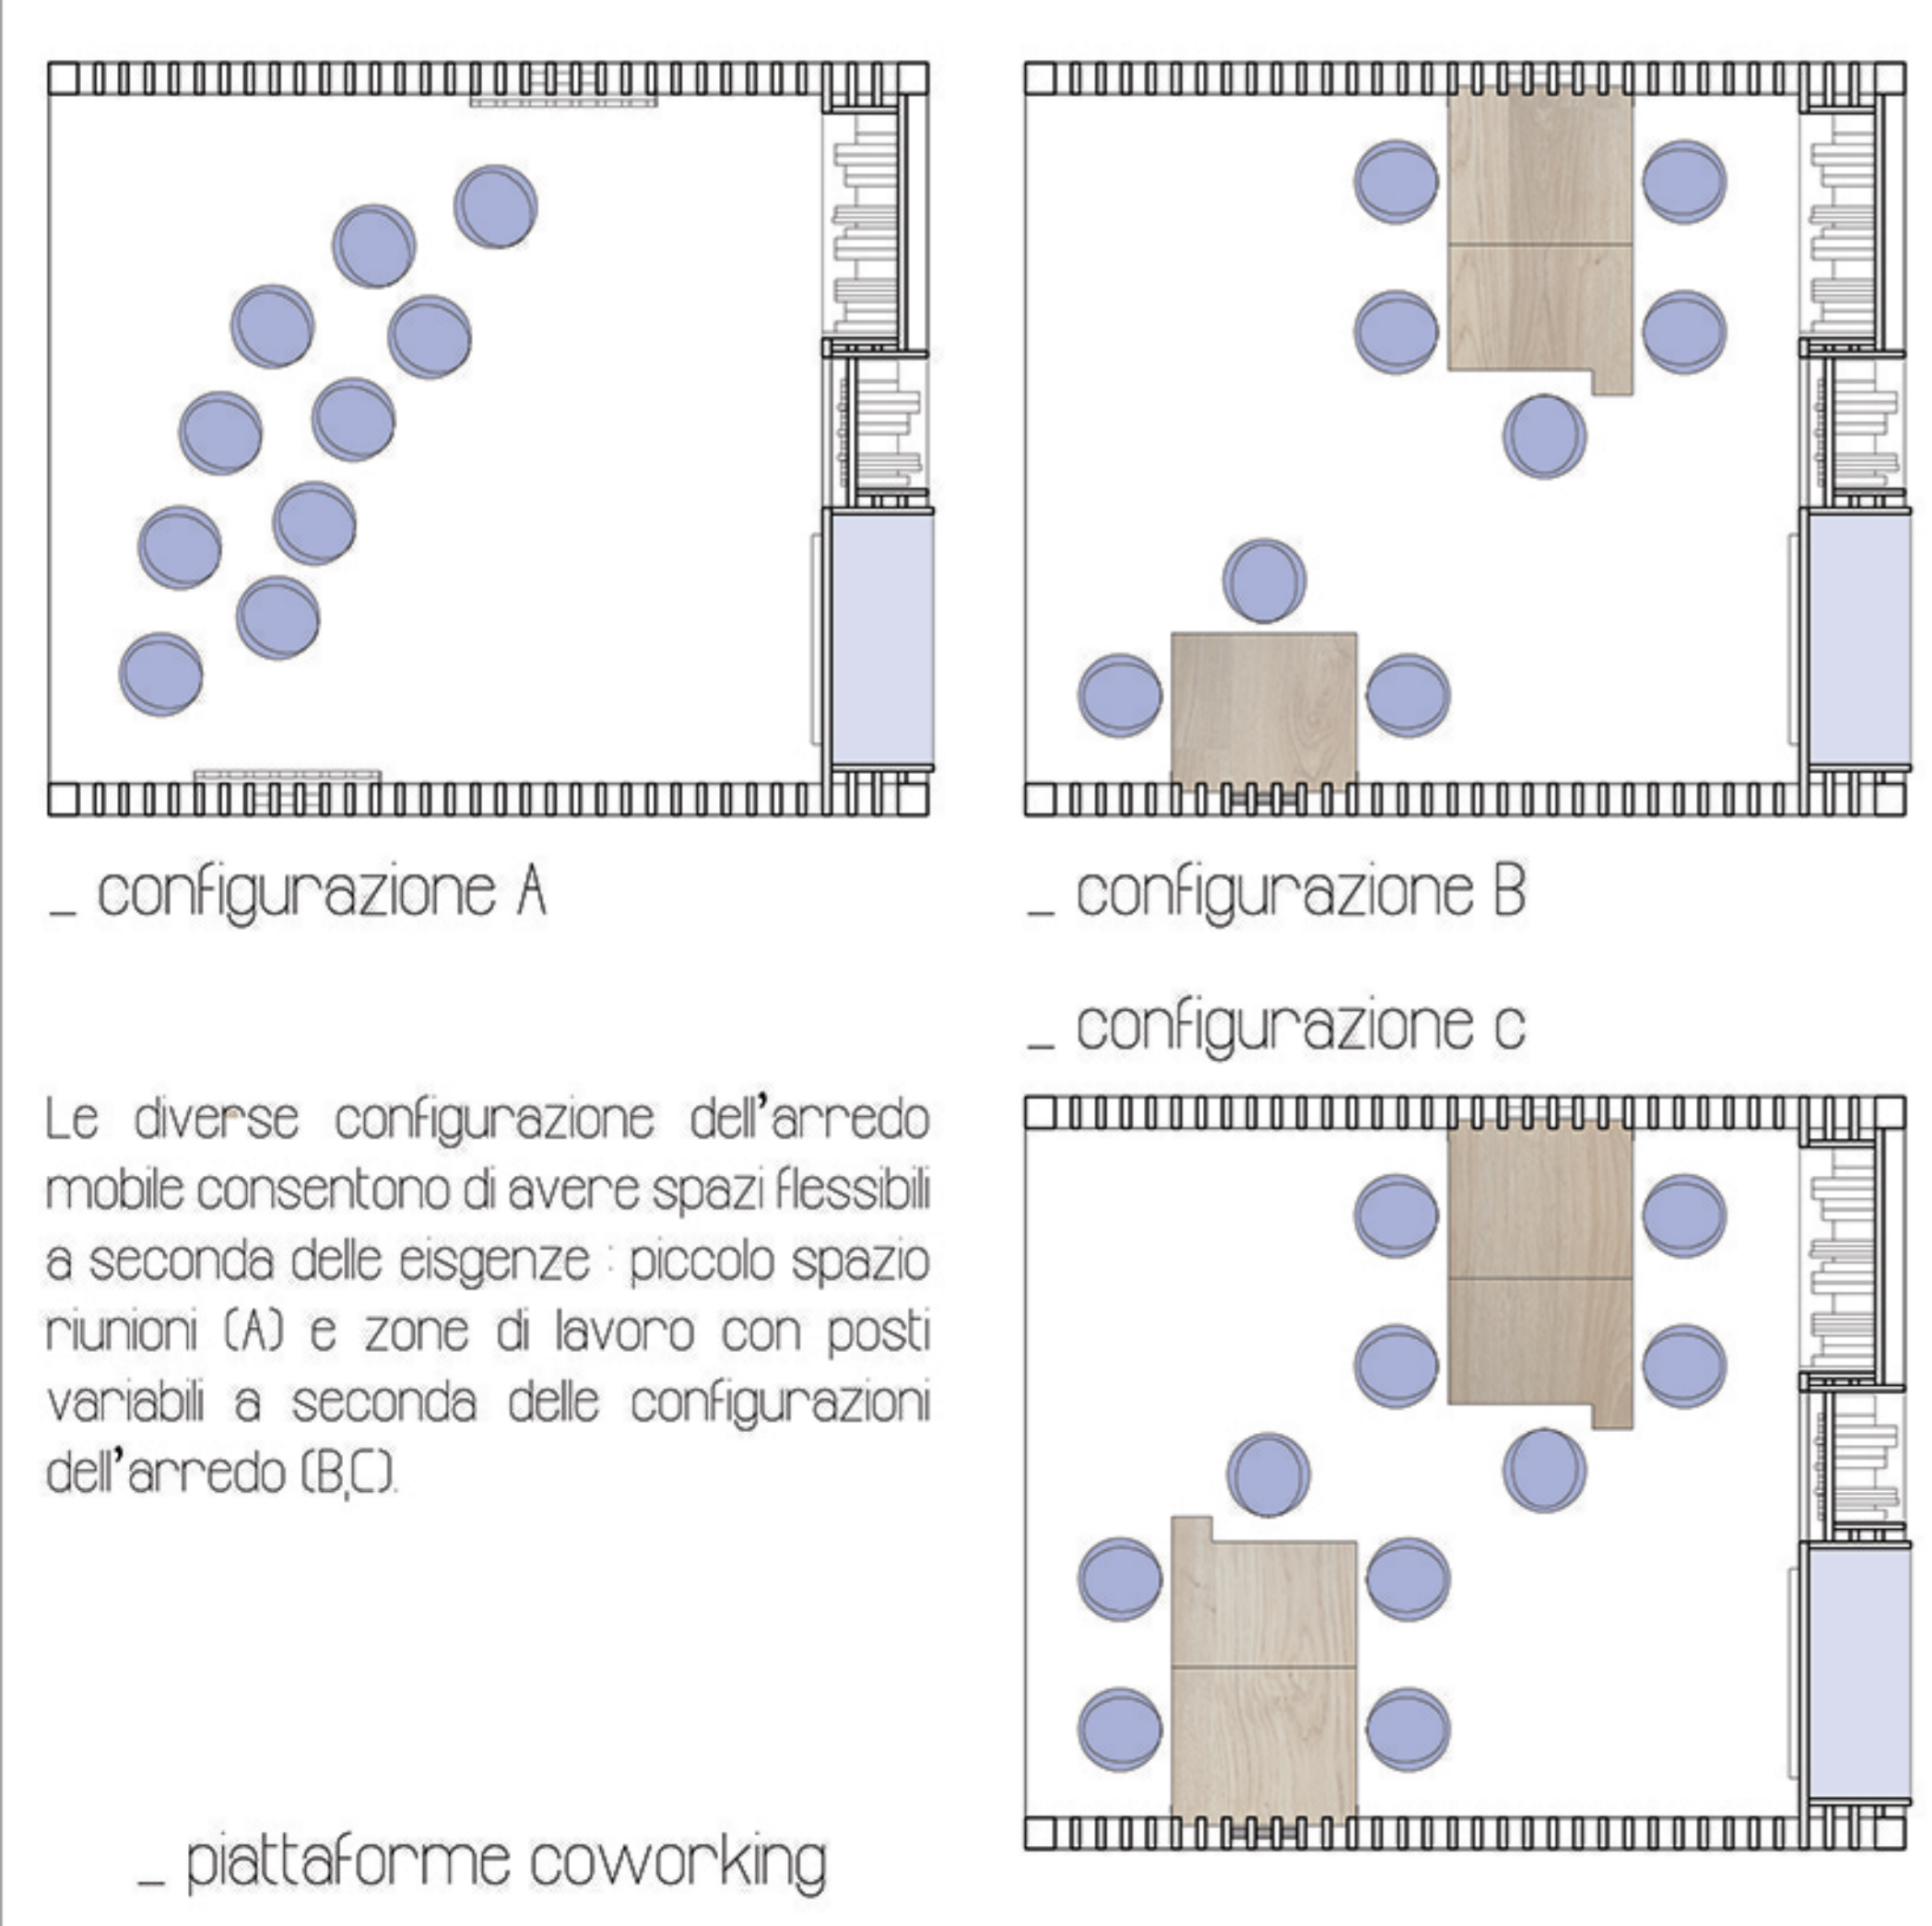 _ configurazione A
_ configurazione B
_ configurazione c
Le diverse configurazione dell'arredo
mobile consentono di avere spazi flessibili
a seconda delle eisgenze : piccolo spazio
riunioni (A) e zone di lavoro con posti
variabili a seconda delle configurazioni
dell'arredo (B,C).
_ piattaforme coworking